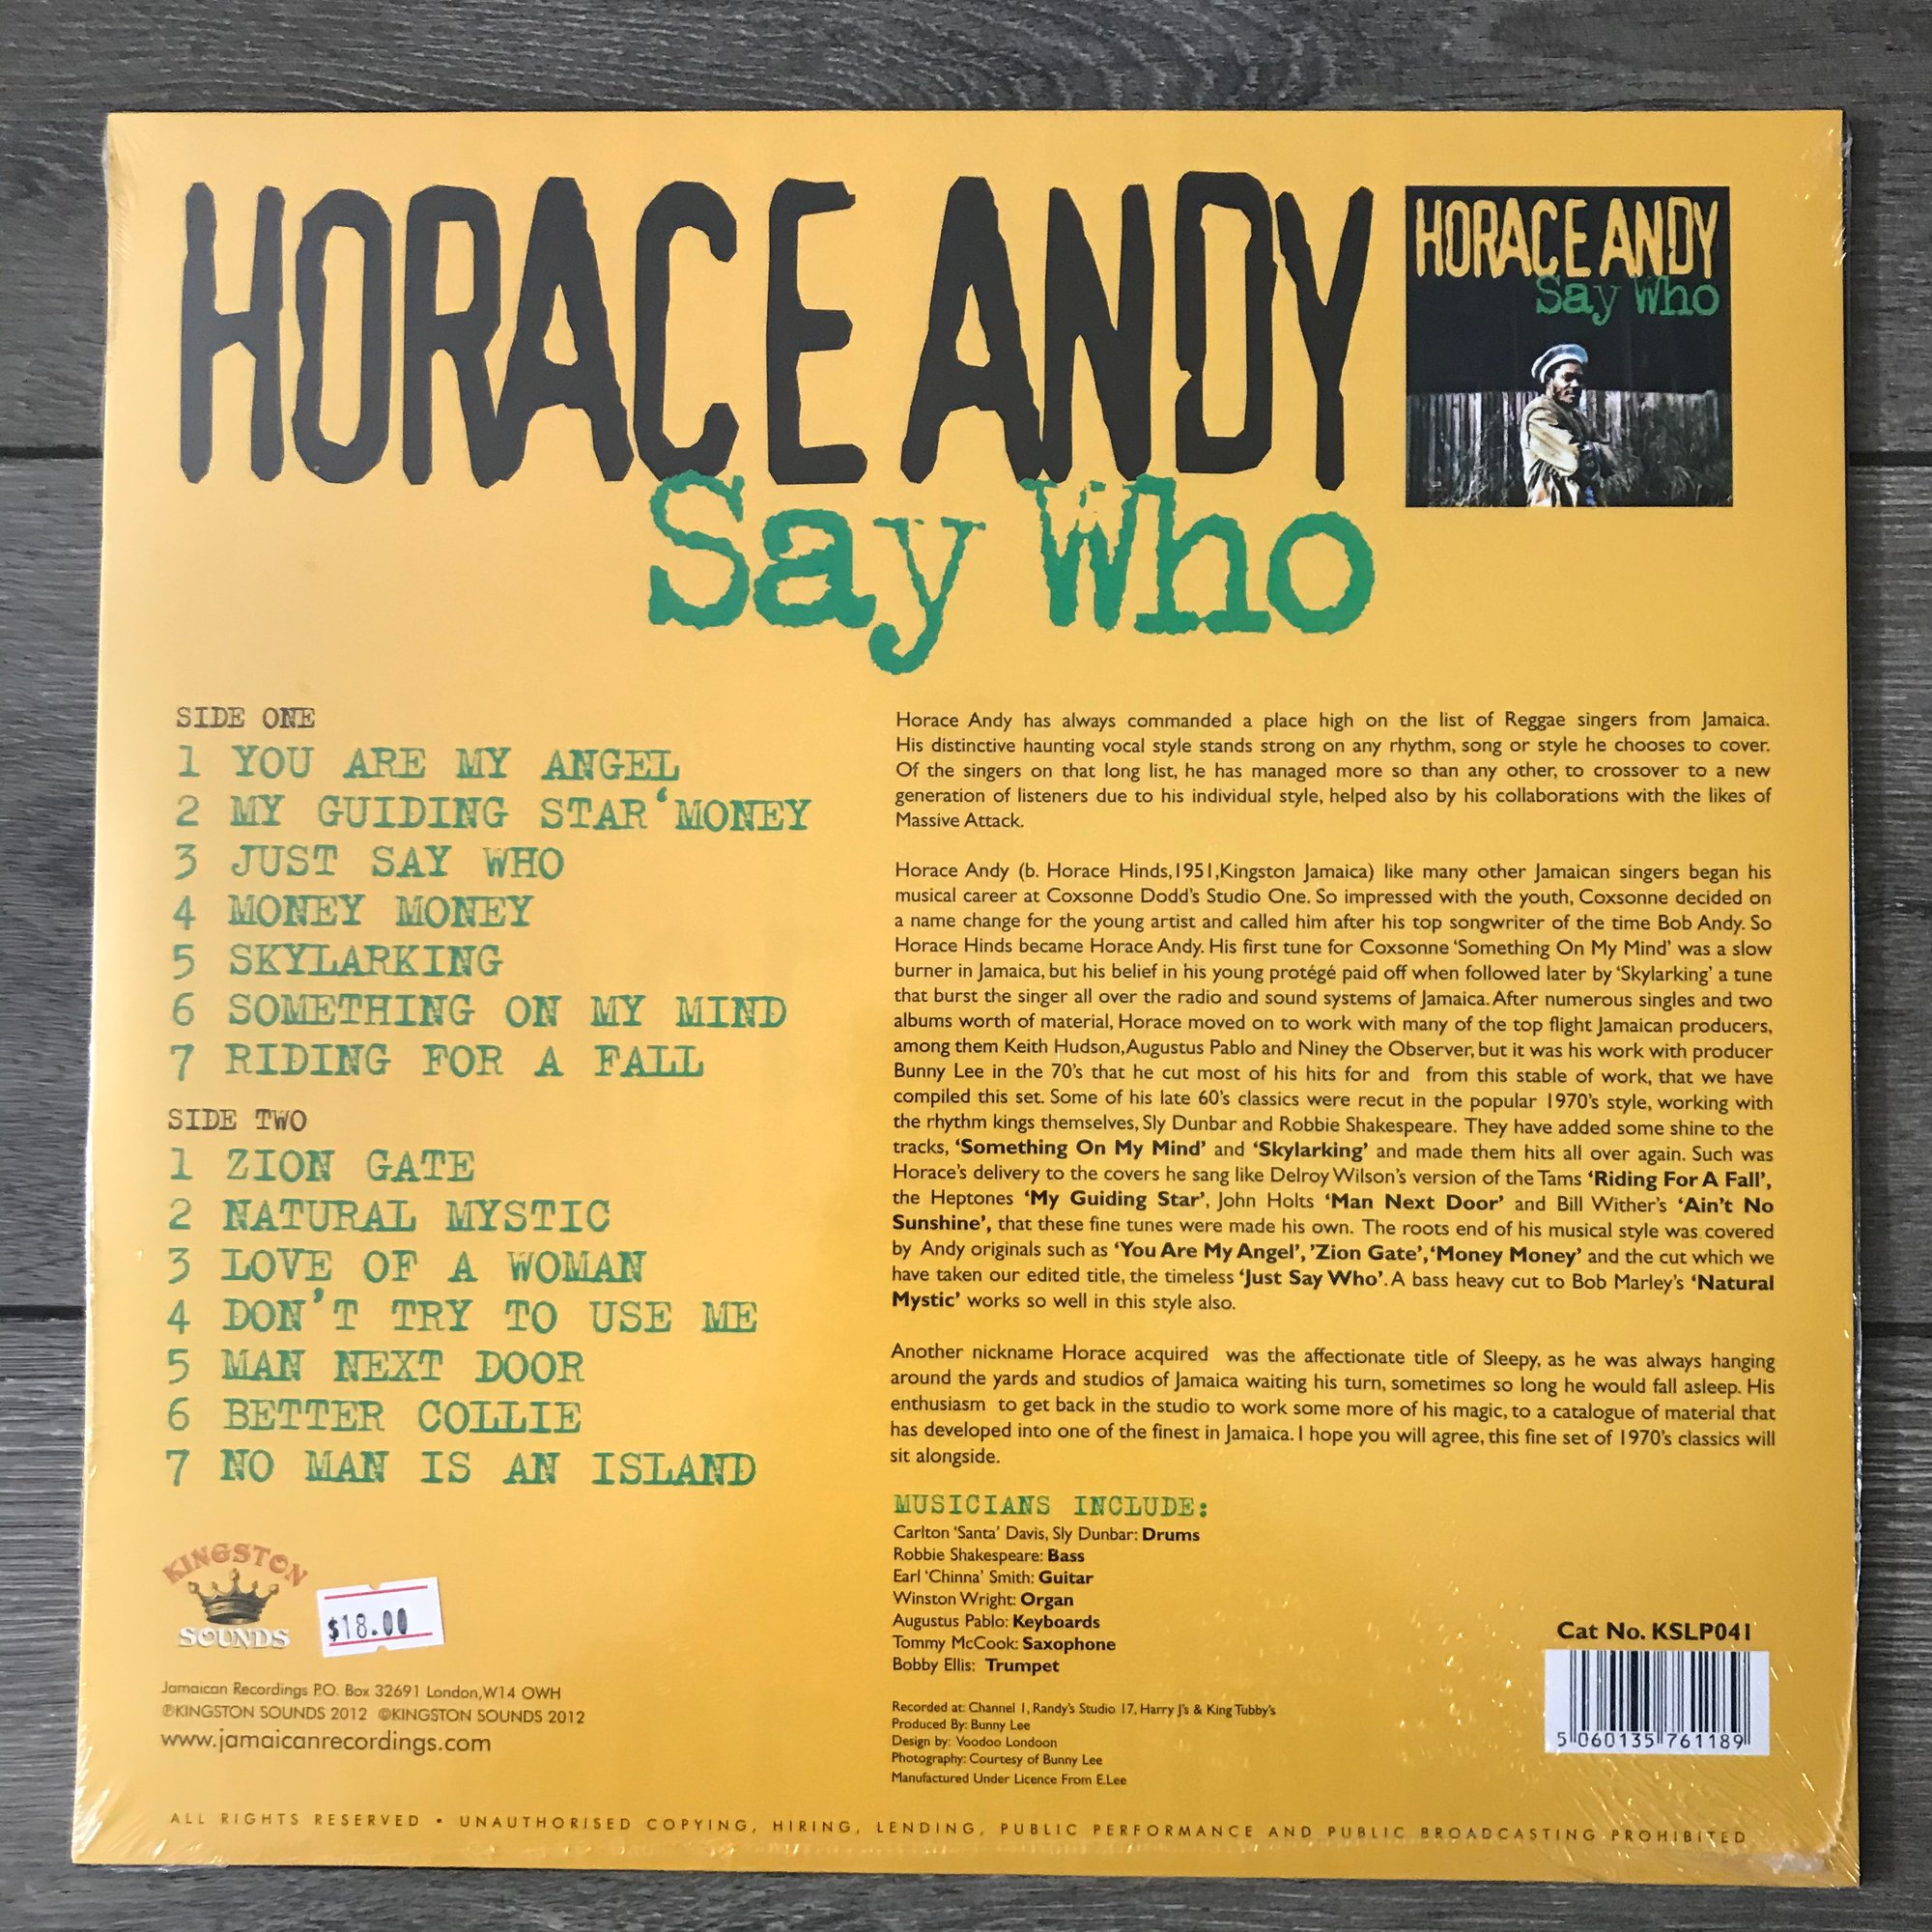 HORACE ANDY
Say Who
HORACE ANDY
Say Who
SIDE ONE
1 YOU ARE MY ANGEL
2 MY GUIDING STAR ‘MONEY
3 JUST SAY WHO
4 MONEY MONEY
5 SKYLARKING
6 SOMETHING ON MY MIND
7 RIDING FOR A FALL
SIDE TWO
1 ZION GATE
2 NATURAL MYSTIC
3 LOVE OF A WOMAN
4 DON'T TRY TO USE ME
5 MAN NEXT DOOR
6 BETTER COLLIE
7 NO MAN IS AN ISLAND
Horace Andy has always commanded a place high on the list of Reggae singers from Jamaica.
His distinctive haunting vocal style stands strong on any rhythm, song or style he chooses to cover.
Of the singers on that long list, he has managed more so than any other, to crossover to a new
generation of listeners due to his individual style, helped also by his collaborations with the likes of
Massive Attack.
Horace Andy (b. Horace Hinds,1951,Kingston Jamaica) like many other Jamaican singers began his
musical career at Coxsonne Dodd's Studio One. So impressed with the youth, Coxsonne decided on
a name change for the young artist and called him after his top songwriter of the time Bob Andy. So
Horace Hinds became Horace Andy. His first tune for Coxsonne ‘Something On My Mind’ was a slow
burner in Jamaica, but his belief in his young protégé paid off when followed later by ‘Skylarking’ a tune
that burst the singer all over the radio and sound systems of Jamaica. After numerous singles and two
albums worth of material, Horace moved on to work with many of the top flight Jamaican producers,
among them Keith Hudson,Augustus Pablo and Niney the Observer, but it was his work with producer
Bunny Lee in the 70's that he cut most of his hits for and from this stable of work, that we have
compiled this set. Some of his late 60's classics were recut in the popular 1970's style, working with
the rhythm kings themselves, Sly Dunbar and Robbie Shakespeare. They have added some shine to the
tracks, ‘Something On My Mind’ and ‘Skylarking’ and made them hits all over again. Such was
Horace's delivery to the covers he sang like Delroy Wilson's version of the Tams ‘Riding For A Fall’,
the Heptones ‘My Guiding Star’, John Holts ‘Man Next Door’ and Bill Wither's ‘Ain't No
Sunshine’, that these fine tunes were made his own. The roots end of his musical style was covered
by Andy originals such as ‘You Are My Angel’, ’Zion Gate’,‘Money Money’ and the cut which we
have taken our edited title, the timeless ‘Just Say Who’. A bass heavy cut to Bob Marley's ‘Natural
Mystic’ works so well in this style also.
Another nickname Horace acquired was the affectionate title of Sleepy, as he was always hanging
around the yards and studios of Jamaica waiting his turn, sometimes so long he would fall asleep. His
enthusiasm to get back in the studio to work some more of his magic, to a catalogue of material that
has developed into one of the finest in Jamaica. I hope you will agree, this fine set of 1970's classics will
sit alongside.
MUSICIANS INCLUDE:
Carlton ‘Santa’ Davis, Sly Dunbar: Drums
Robbie Shakespeare: Bass
Earl ‘Chinna’ Smith: Guitar
Winston Wright: Organ
Augustus Pablo: Keyboards
Tommy McCook: Saxophone
Bobby Ellis: Trumpet
Recorded at: Channel 1, Randy's Studio 17, Harry J's & King Tubby's
Produced By: Bunny Lee
Design by: Voodoo Londoon
Photography: Courtesy of Bunny Lee
Manufactured Under Licence From E.Lee
KINGSTON
SOUNDS
$18.00
Jamaican Recordings P.O. Box 32691 London,W14 OWH
℗KINGSTON SOUNDS 2012 ©KINGSTON SOUNDS 2012
www.jamaicanrecordings.com
Cat No. KSLP041
5 060135 761189
ALL RIGHTS RESERVED • UNAUTHORISED COPYING, HIRING, LENDING, PUBLIC PERFORMANCE AND PUBLIC BROADCASTING PROHIBITED